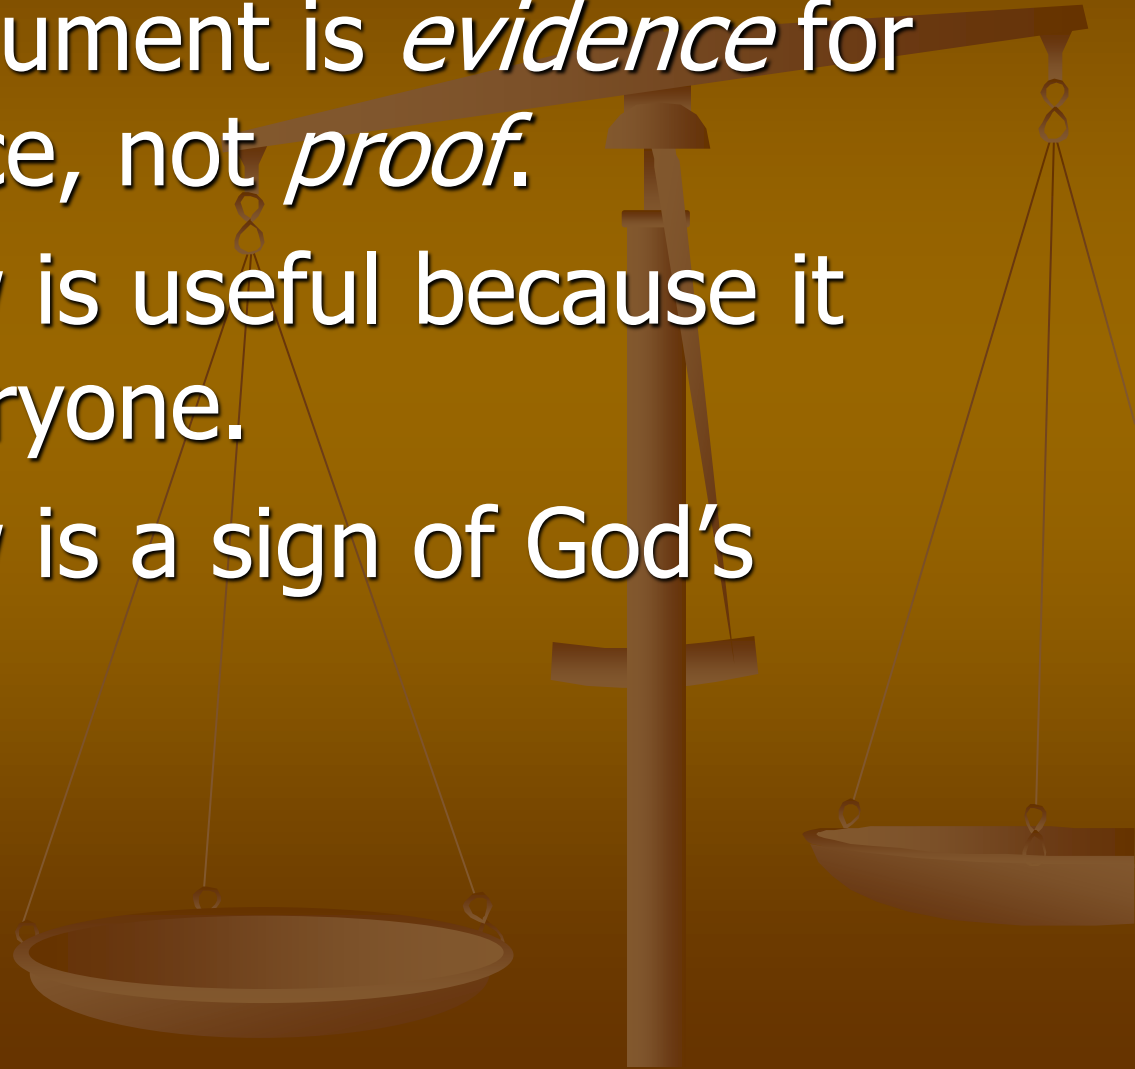 ument is evidence for
ce, not proof.
is useful because it
ryone.
is a sign of God’s